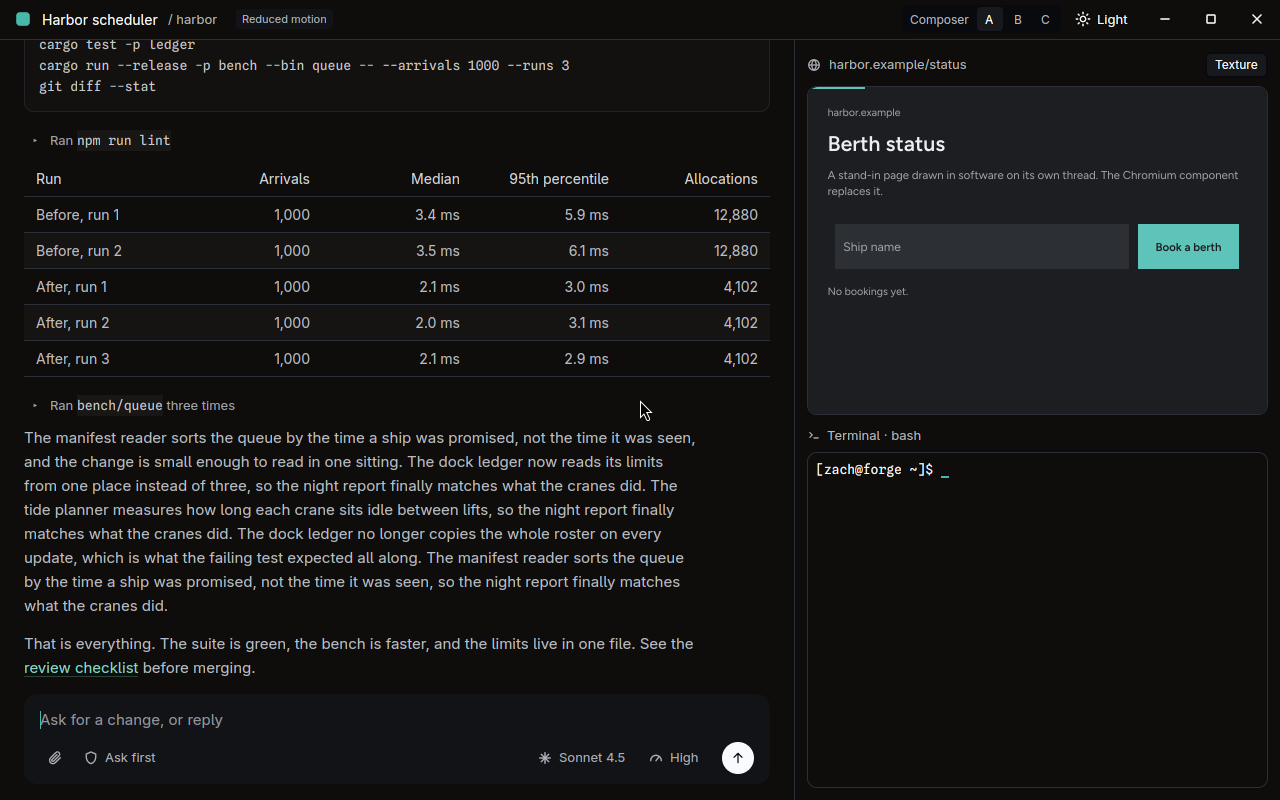 Harbor scheduler / harbor Reduced motion Composer A B C Light
cargo test -p ledger
cargo run --release -p bench --bin queue -- --arrivals 1000 --runs 3
git diff --stat
Ran npm run lint
Run Arrivals Median 95th percentile Allocations
Before, run 1 1,000 3.4 ms 5.9 ms 12,880
Before, run 2 1,000 3.5 ms 6.1 ms 12,880
After, run 1 1,000 2.1 ms 3.0 ms 4,102
After, run 2 1,000 2.0 ms 3.1 ms 4,102
After, run 3 1,000 2.1 ms 2.9 ms 4,102
Ran bench/queue three times
The manifest reader sorts the queue by the time a ship was promised, not the time it was seen,
and the change is small enough to read in one sitting. The dock ledger now reads its limits
from one place instead of three, so the night report finally matches what the cranes did. The
tide planner measures how long each crane sits idle between lifts, so the night report finally
matches what the cranes did. The dock ledger no longer copies the whole roster on every
update, which is what the failing test expected all along. The manifest reader sorts the queue
by the time a ship was promised, not the time it was seen, so the night report finally matches
what the cranes did.
That is everything. The suite is green, the bench is faster, and the limits live in one file. See the
review checklist before merging.
Ask for a change, or reply
Ask first Sonnet 4.5 High
harbor.example/status Texture
harbor.example
Berth status
A stand-in page drawn in software on its own thread. The Chromium component
replaces it.
Ship name Book a berth
No bookings yet.
Terminal · bash
[zach@forge ~]$ _